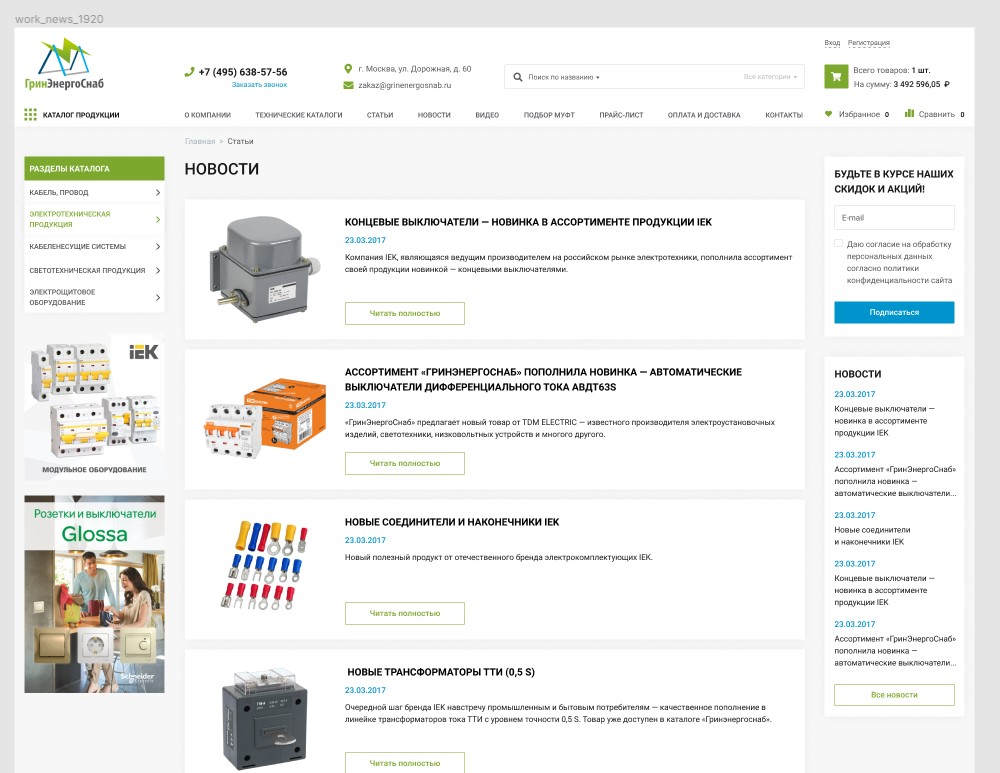 work_news_1920
ГринЭнергоСнаб
+7 (495) 638-57-56
Заказать звонок
г. Москва, ул. Дорожная, д. 60
zakaz@grinenergosnab.ru
Поиск по названию
Все категории
Вход Регистрация
Всего товаров: 1 шт.
На сумму: 3 492 596,05 ₽
КАТАЛОГ ПРОДУКЦИИ
О КОМПАНИИ ТЕХНИЧЕСКИЕ КАТАЛОГИ СТАТЬИ НОВОСТИ ВИДЕО ПОДБОР МУФТ ПРАЙС-ЛИСТ ОПЛАТА И ДОСТАВКА КОНТАКТЫ
Избранное 0 Сравнить 0
Главная > Статьи
РАЗДЕЛЫ КАТАЛОГА
КАБЕЛЬ, ПРОВОД
ЭЛЕКТРОТЕХНИЧЕСКАЯ
ПРОДУКЦИЯ
КАБЕЛЕНЕСУЩИЕ СИСТЕМЫ
СВЕТОТЕХНИЧЕСКАЯ ПРОДУКЦИЯ
ЭЛЕКТРОЩИТОВОЕ
ОБОРУДОВАНИЕ
IEK
МОДУЛЬНОЕ ОБОРУДОВАНИЕ
Розетки и выключатели
Glossa
Schneider
Electric
НОВОСТИ
КОНЦЕВЫЕ ВЫКЛЮЧАТЕЛИ — НОВИНКА В АССОРТИМЕНТЕ ПРОДУКЦИИ IEK
23.03.2017
Компания IEK, являющаяся ведущим производителем на российском рынке электротехники, пополнила ассортимент
своей продукции новинкой — концевыми выключателями.
Читать полностью
АССОРТИМЕНТ «ГРИНЭНЕРГОСНАБ» ПОПОЛНИЛА НОВИНКА — АВТОМАТИЧЕСКИЕ
ВЫКЛЮЧАТЕЛИ ДИФФЕРЕНЦИАЛЬНОГО ТОКА АВДТ63S
23.03.2017
«ГринЭнергоСнаб» предлагает новый товар от TDM ELECTRIC — известного производителя электроустановочных
изделий, светотехники, низковольтных устройств и многого другого.
Читать полностью
НОВЫЕ СОЕДИНИТЕЛИ И НАКОНЕЧНИКИ IEK
23.03.2017
Новый полезный продукт от отечественного бренда электрокомплектующих IEK.
Читать полностью
НОВЫЕ ТРАНСФОРМАТОРЫ ТТИ (0,5 S)
23.03.2017
Очередной шаг бренда IEK навстречу промышленным и бытовым потребителям — качественное пополнение в
линейке трансформаторов тока ТТИ с уровнем точности 0,5 S. Товар уже доступен в каталоге «Гринэнергоснаб».
Читать полностью
БУДЬТЕ В КУРСЕ НАШИХ
СКИДОК И АКЦИЙ!
E-mail
Даю согласие на обработку
персональных данных
согласно политики
конфиденциальности сайта
Подписаться
НОВОСТИ
23.03.2017
Концевые выключатели —
новинка в ассортименте
продукции IEK
23.03.2017
Ассортимент «ГринЭнергоСнаб»
пополнила новинка —
автоматические выключатели...
23.03.2017
Новые соединители
и наконечники IEK
23.03.2017
Концевые выключатели —
новинка в ассортименте
продукции IEK
23.03.2017
Ассортимент «ГринЭнергоСнаб»
пополнила новинка —
автоматические выключатели...
Все новости